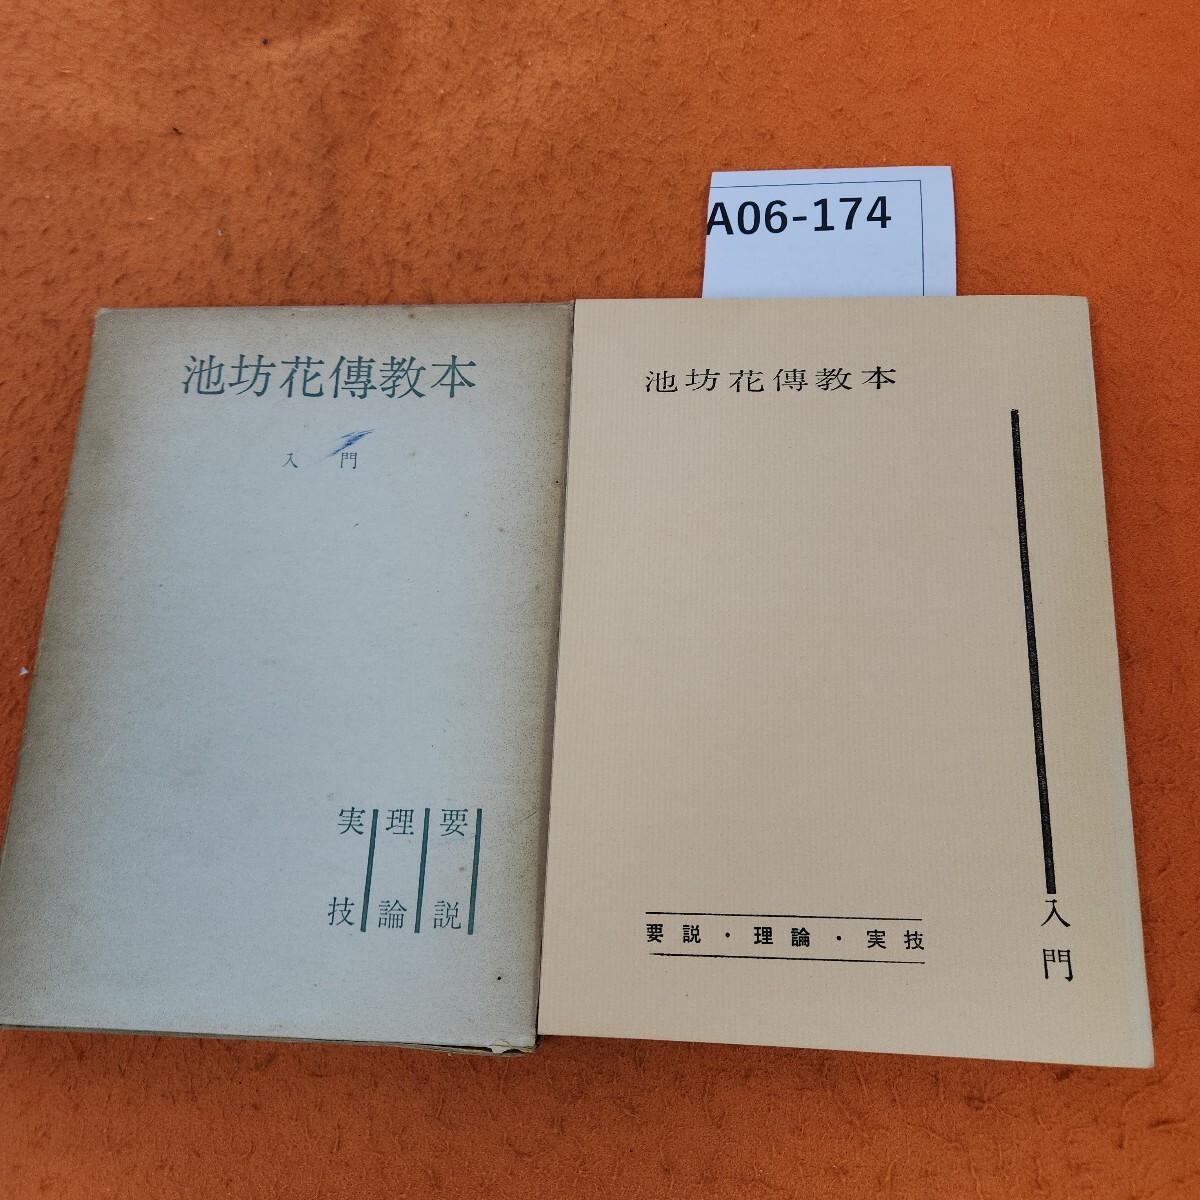 A06-174
池坊花傳教本
入門
要説
理論
実技
池坊花傳教本
入門
要説・理論・実技